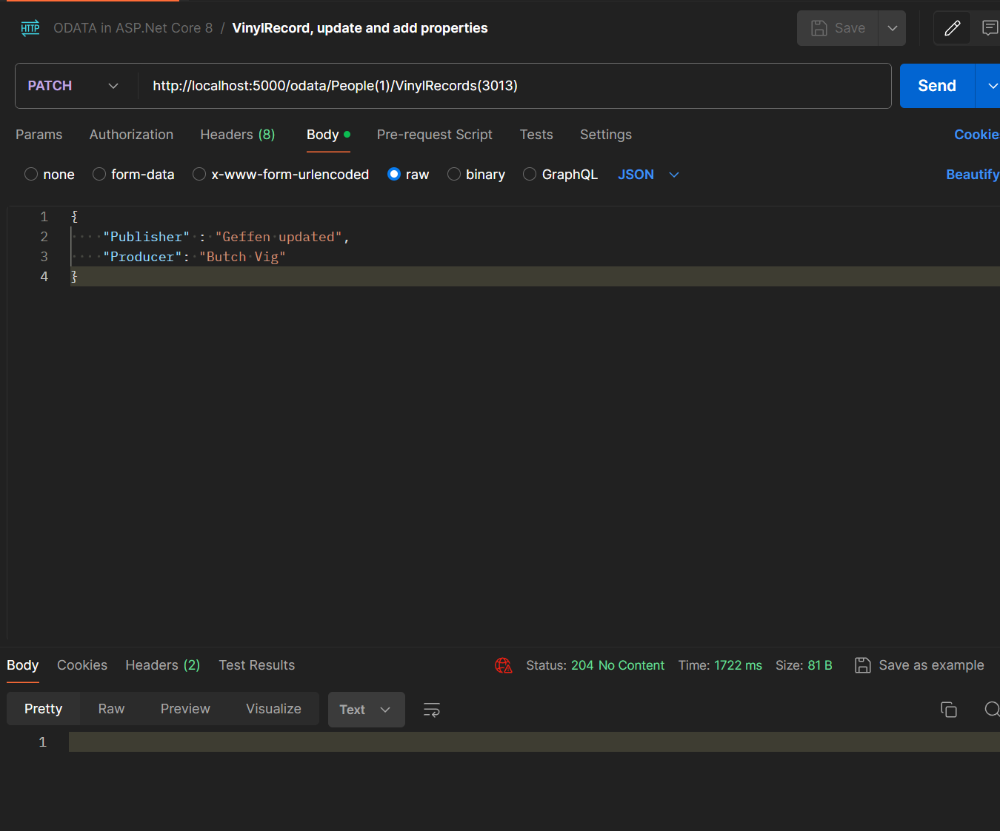 HTTP ODATA in ASP.Net Core 8 / VinylRecord, update and add properties Save
PATCH http://localhost:5000/odata/People(1)/VinylRecords(3013) Send
Params Authorization Headers (8) Body Pre-request Script Tests Settings Cookie
none form-data x-www-form-urlencoded raw binary GraphQL JSON Beautify
1 {
2 "Publisher" : "Geffen updated",
3 "Producer": "Butch Vig"
4 }
Body Cookies Headers (2) Test Results Status: 204 No Content Time: 1722 ms Size: 81 B Save as example
Pretty Raw Preview Visualize Text
1